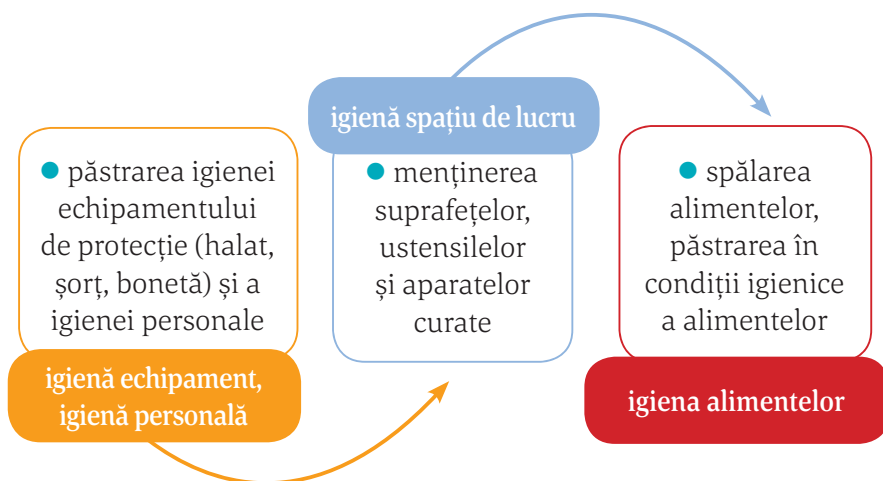 ● păstrarea igienei
echipamentului
de protecție (halat,
șorț, bonetă) și a
igienei personale
igienă echipament,
igienă personală
igienă spațiu de lucru
● menținerea
suprafețelor,
ustensilelor
și aparatelor
curate
● spălarea
alimentelor,
păstrarea în
condiții igienice
a alimentelor
igiena alimentelor